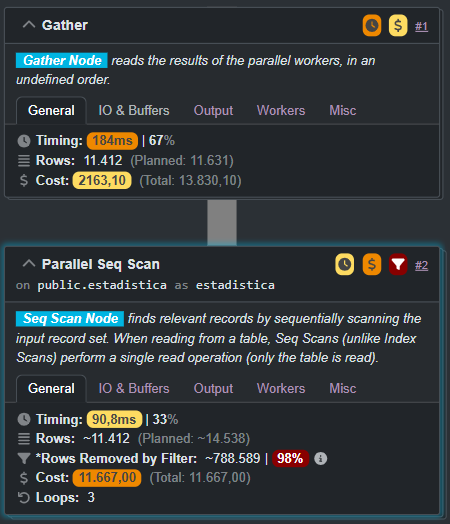 Gather
$ #1
Gather Node reads the results of the parallel workers, in an
undefined order.
General IO & Buffers Output Workers Misc
Timing: 184ms | 67%
Rows: 11.412 (Planned: 11.631)
$ Cost: 2163,10 (Total: 13.830,10)
Parallel Seq Scan
$ #2
on public.estadistica as estadistica
Seq Scan Node finds relevant records by sequentially scanning the
input record set. When reading from a table, Seq Scans (unlike Index
Scans) perform a single read operation (only the table is read).
General IO & Buffers Output Workers Misc
Timing: 90,8ms | 33%
Rows: ~11.412 (Planned: ~14.538)
*Rows Removed by Filter: ~788.589 | 98%
$ Cost: 11.667,00 (Total: 11.667,00)
Loops: 3